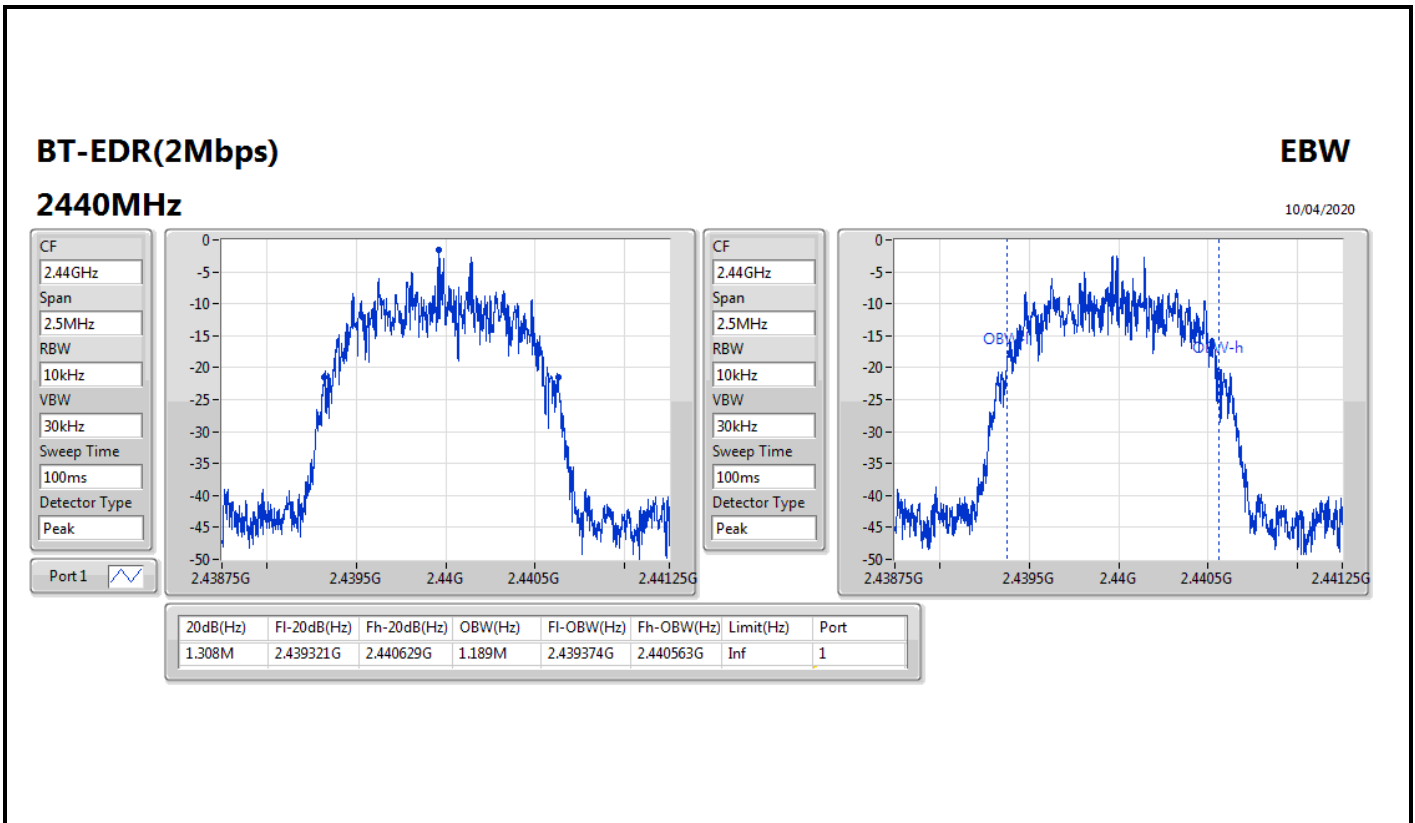 BT-EDR(2Mbps)
EBW
2440MHz
10/04/2020
CF
2.44GHz
Span
2.5MHz
RBW
10kHz
VBW
30kHz
Sweep Time
100ms
Detector Type
Peak
Port 1
0
-5
-10
-15
-20
-25
-30
-35
-40
-45
-50
2.43875G 2.4395G 2.44G 2.4405G 2.44125G
CF
2.44GHz
Span
2.5MHz
RBW
10kHz
VBW
30kHz
Sweep Time
100ms
Detector Type
Peak
0
-5
-10
-15
-20
-25
-30
-35
-40
-45
-50
OBW-l
OBW-h
2.43875G 2.4395G 2.44G 2.4405G 2.44125G
20dB(Hz) Fl-20dB(Hz) Fh-20dB(Hz) OBW(Hz) Fl-OBW(Hz) Fh-OBW(Hz) Limit(Hz) Port
1.308M 2.439321G 2.440629G 1.189M 2.439374G 2.440563G Inf 1